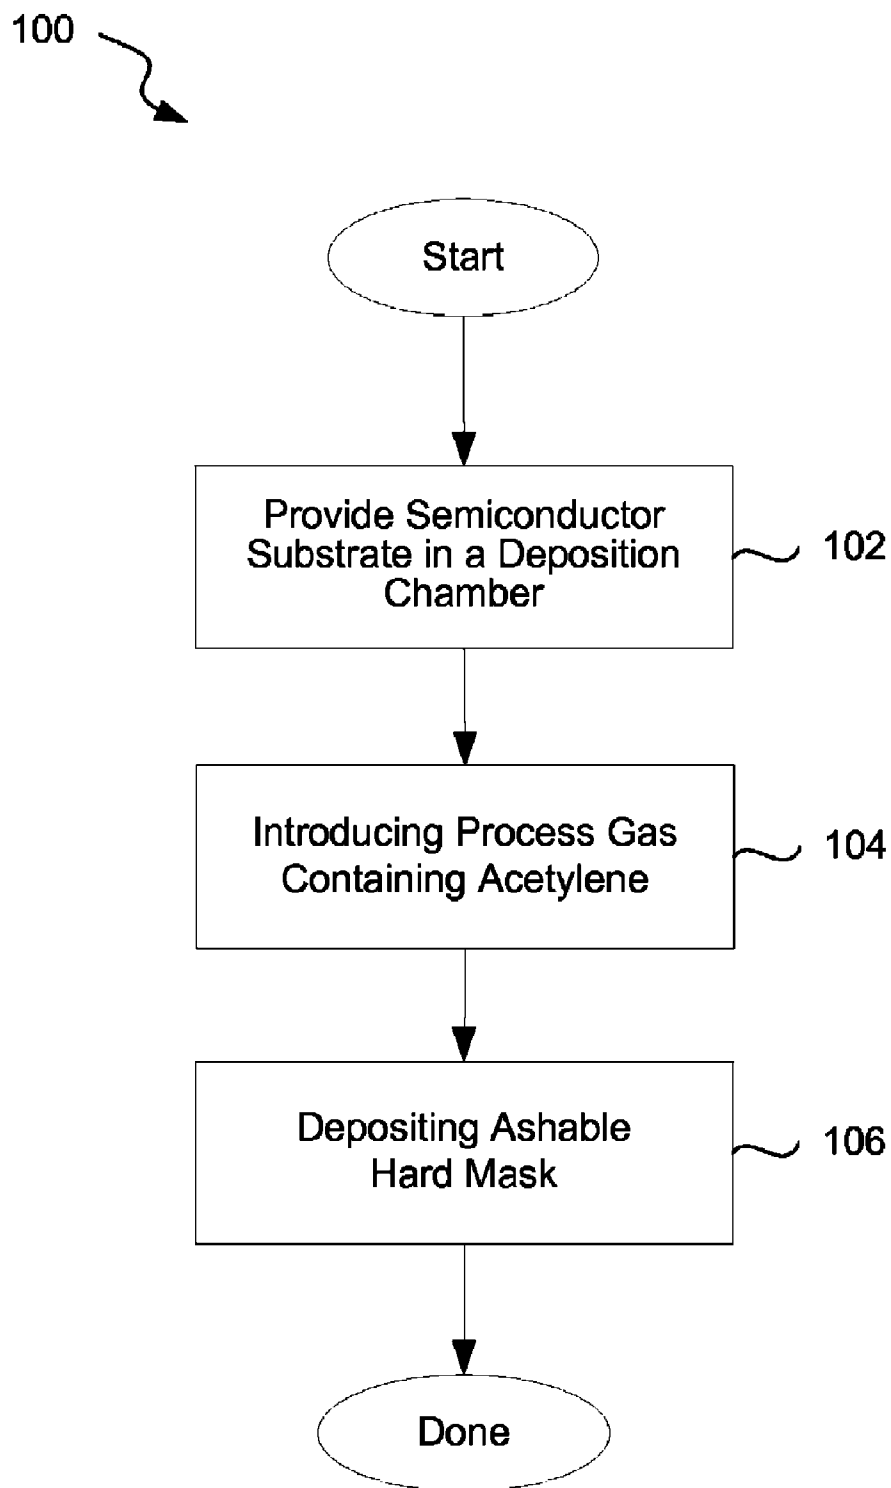 100
Start
Provide Semiconductor
Substrate in a Deposition
Chamber
102
Introducing Process Gas
Containing Acetylene
104
Depositing Ashable
Hard Mask
106
Done